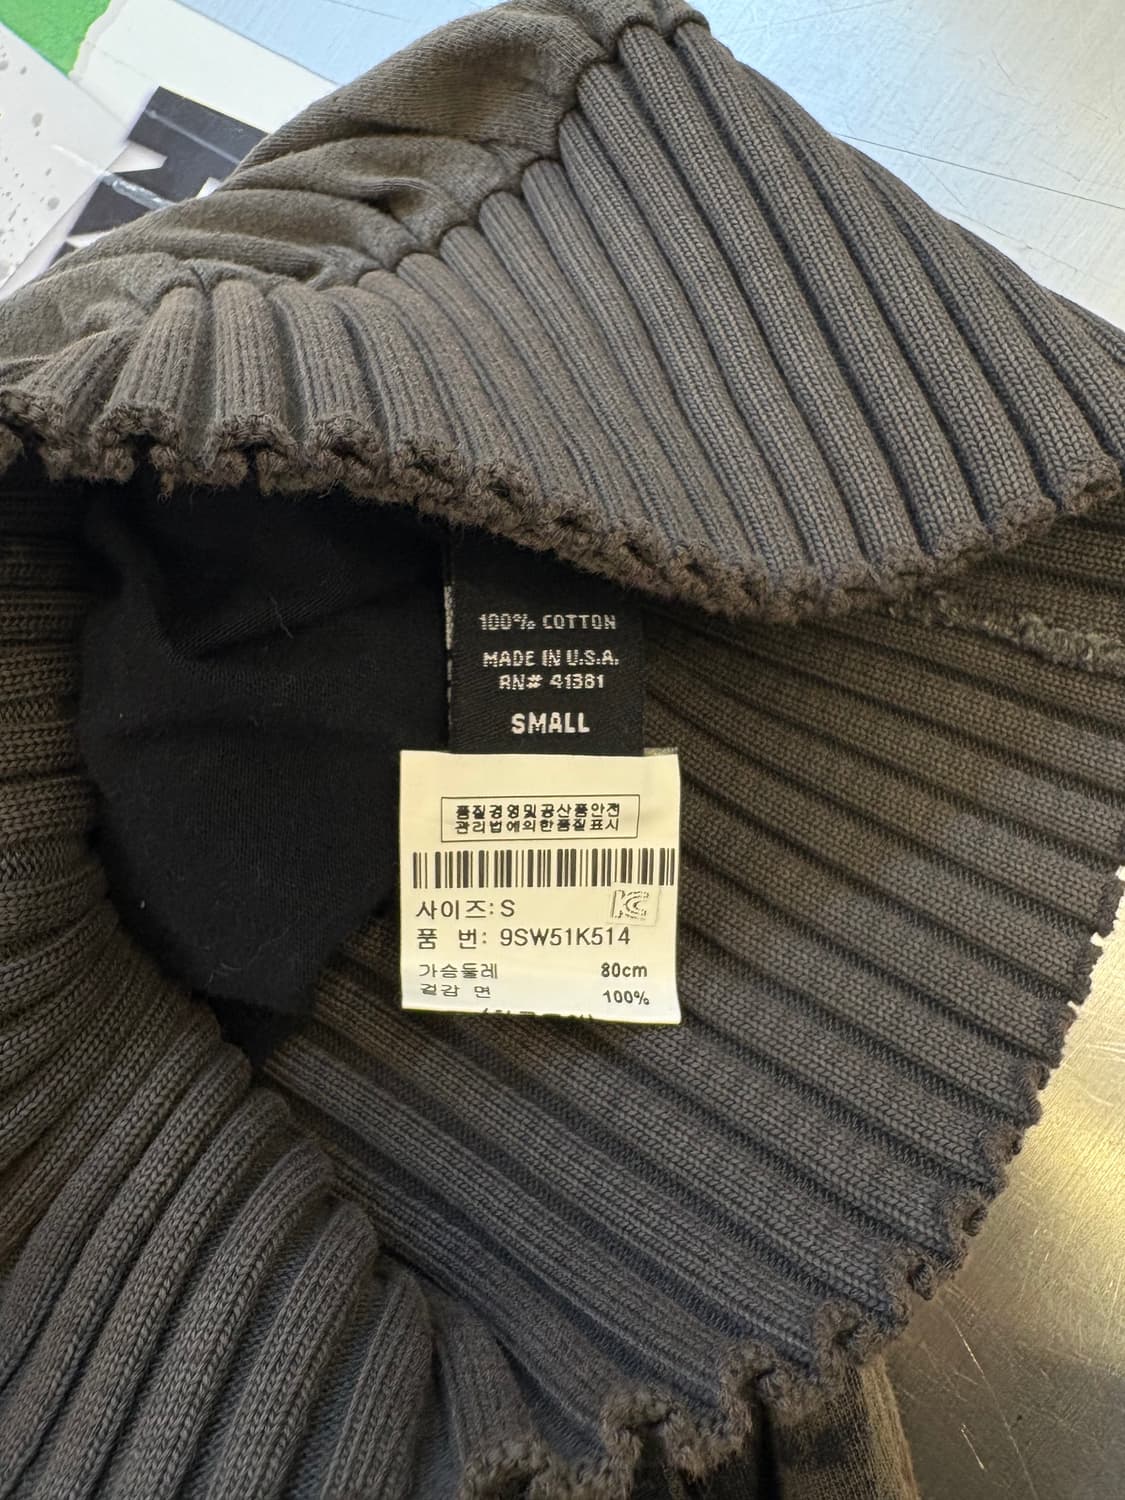 100% COTTON
MADE IN U.S.A.
RN# 41381
SMALL
품질경영및공산품안전
관리법에의한품질표시
사이즈: S
품 번: 9SW51K514
가슴둘레 80cm
겉감 면 100%